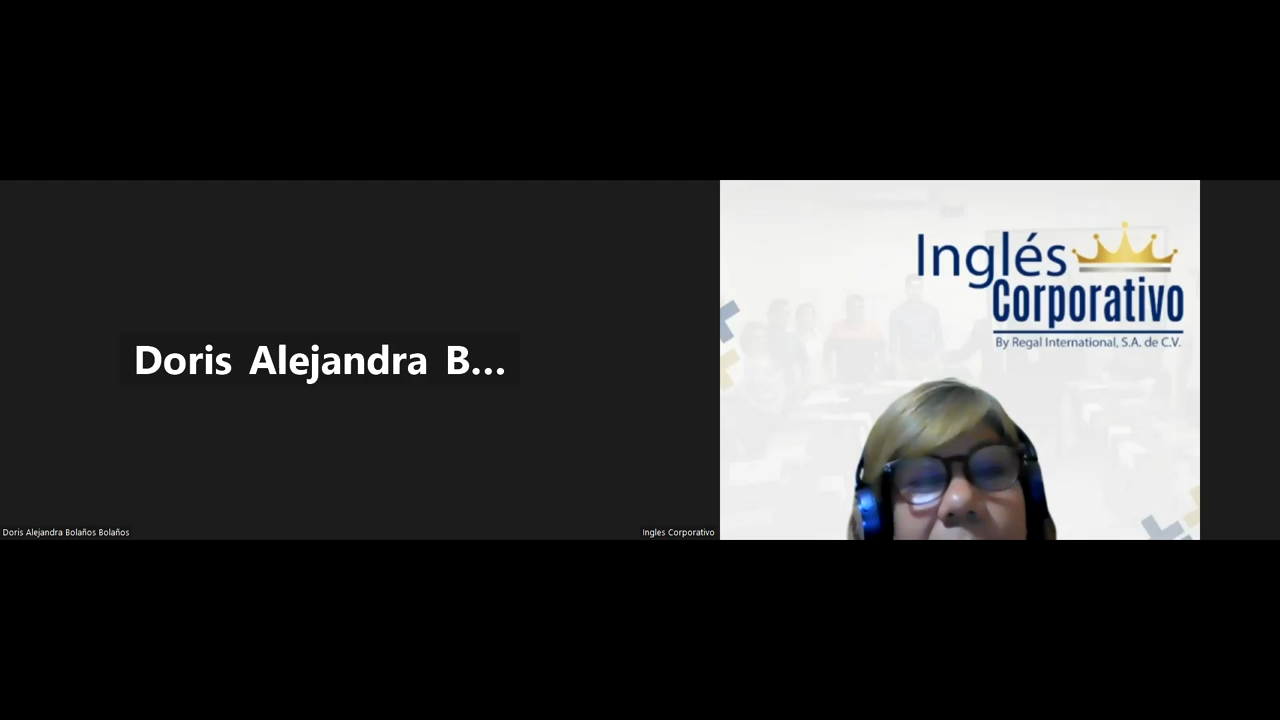 Doris Alejandra B...
Doris Alejandra Bolaños Bolaños
Ingles Corporativo
Inglés
Corporativo
By Regal International, S.A. de C.V.